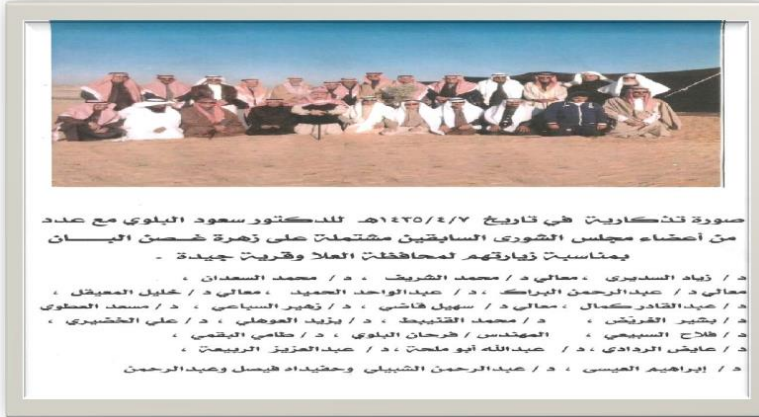 صورة تذكارية في تاريخ ١٤٣٥/٤/٧هـ للدكتور سعود البلوي مع عدد
من أعضاء مجلس الشورى السابقين مشتملة على زهرة غصن البان
بمناسبة زيارتهم لمحافظة العلا وقرية جيدة .
د / زياد السديري ، معالي د / محمد الشريف ، د / محمد السعدان ،
معالي د / عبدالرحمن البراك ، د / عبدالواحد الحميد ، معالي د / خليل المعيقل ،
د / عبدالقادر كمال ، معالي د / سهيل قاضي ، د / زهير السباعي ، د / مسعد العطوي
د / بشير الغريض ، د / محمد القنيبط ، د / يزيد العوهلي ، د / علي الخضيري ،
د / فلاح السبيعي ، المهندس / فرحان البلوي ، د / طامي البقمي ،
د / عايض الردادي ، د / عبدالله أبو ملحة ، د / عبدالعزيز الربيعة ،
د / إبراهيم العيسى ، د / عبدالرحمن الشبيلي وحفيداه فيصل وعبدالرحمن